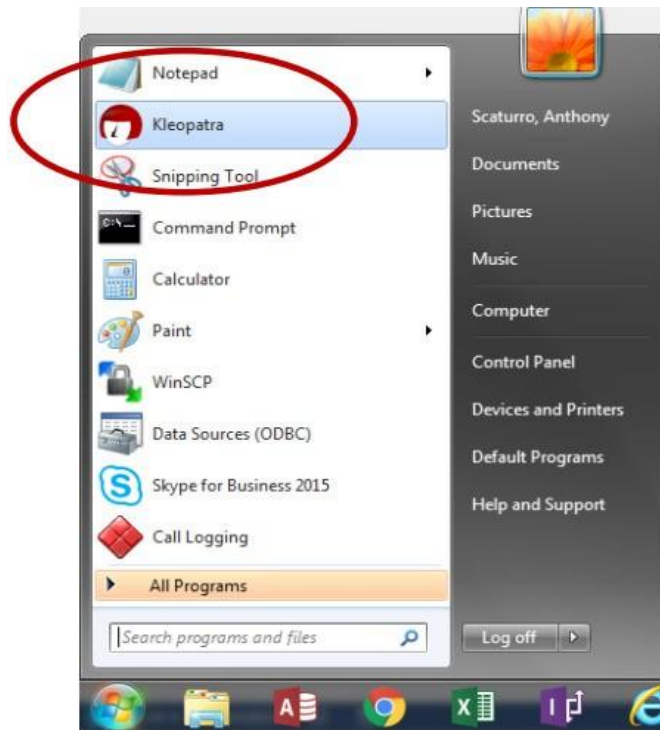 Notepad
Kleopatra
Snipping Tool
Command Prompt
Calculator
Paint
WinSCP
Data Sources (ODBC)
Skype for Business 2015
Call Logging
All Programs
Search programs and files
Scaturro, Anthony
Documents
Pictures
Music
Computer
Control Panel
Devices and Printers
Default Programs
Help and Support
Log off